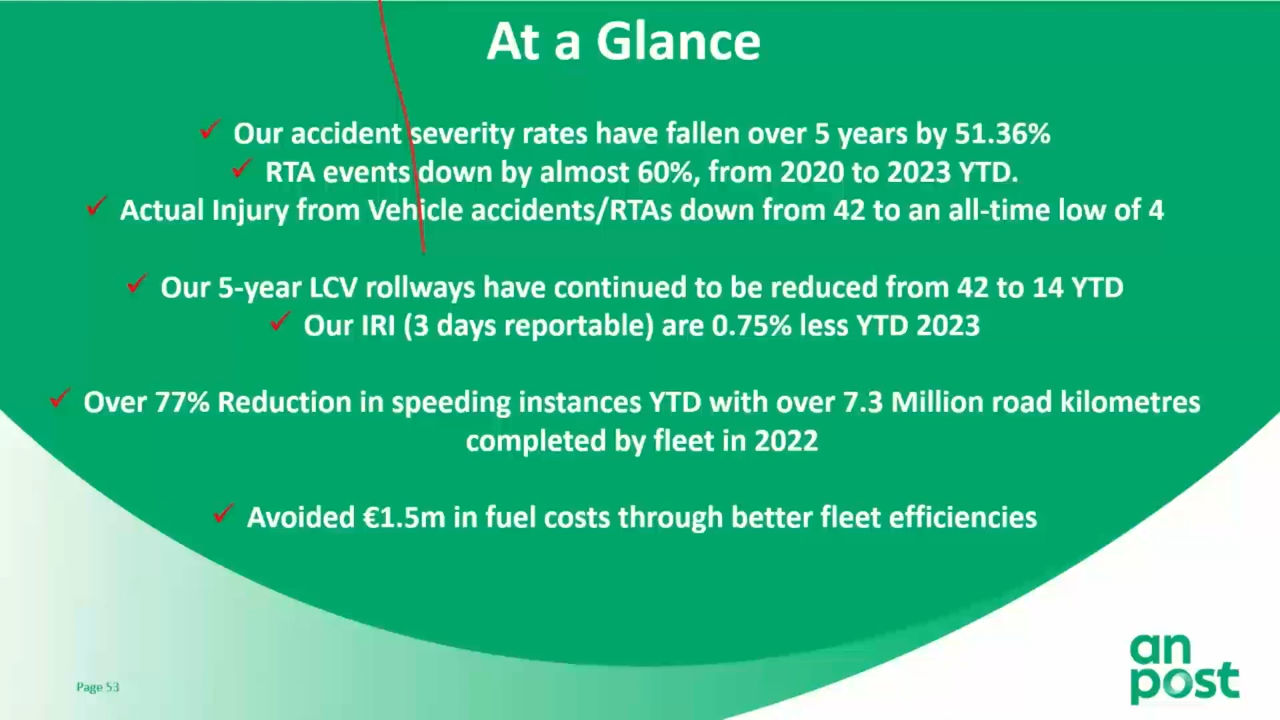 At a Glance
Our accident severity rates have fallen over 5 years by 51.36%
RTA events down by almost 60%, from 2020 to 2023 YTD.
Actual Injury from Vehicle accidents/RTAs down from 42 to an all-time low of 4
Our 5-year LCV rollways have continued to be reduced from 42 to 14 YTD
Our IRI (3 days reportable) are 0.75% less YTD 2023
Over 77% Reduction in speeding instances YTD with over 7.3 Million road kilometres
completed by fleet in 2022
Avoided €1.5m in fuel costs through better fleet efficiencies
Page 53
an
post